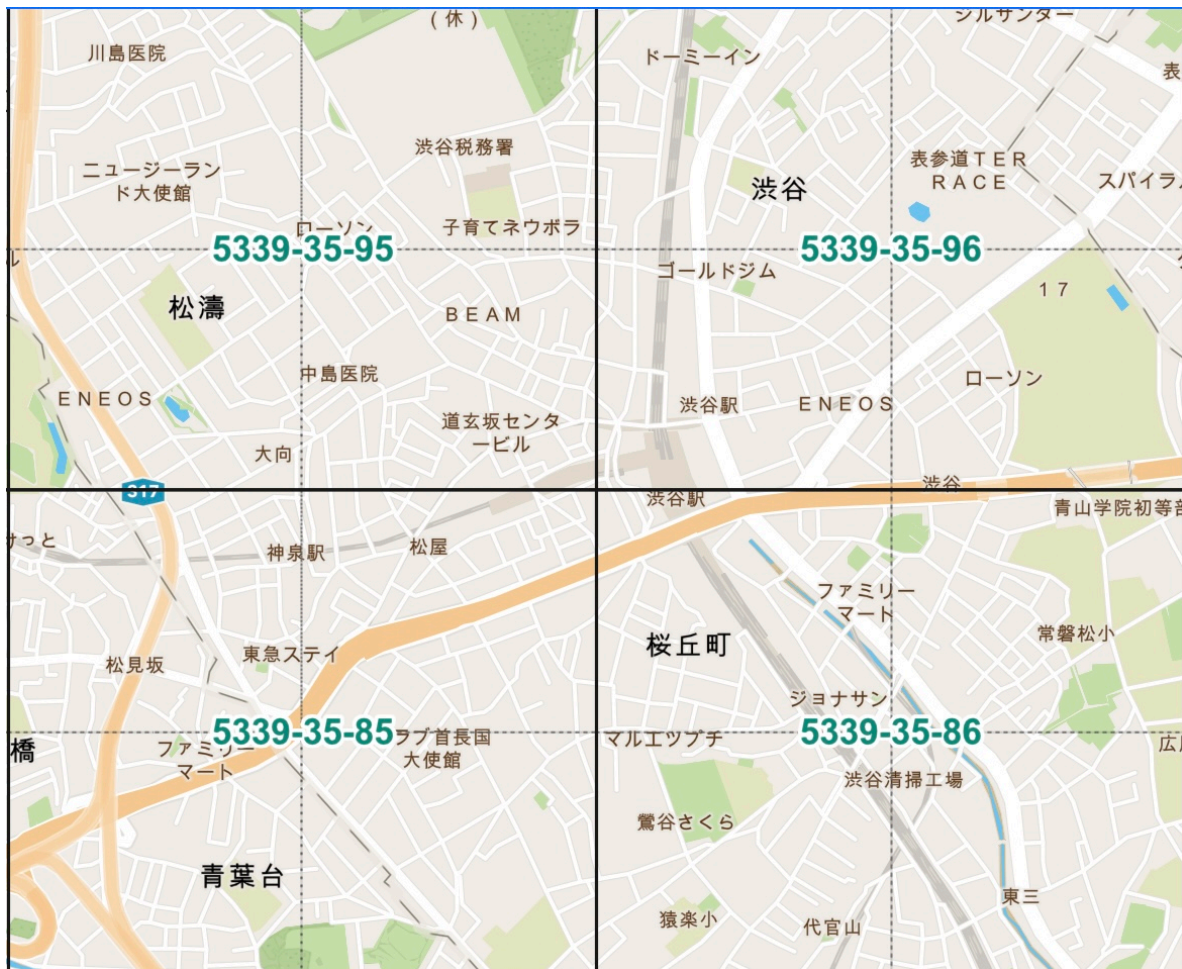 (休)
シルサンダー
川島医院
ドーミーイン
表
渋谷税務署
表参道TER
RACE
ニュージーラン
ド大使館
渋谷
スパイラル
ローソン
子育てネウボラ
5339-35-95
5339-35-96
ル
ゴールドジム
17
松濤
BEAM
中島医院
ローソン
ENEOS
渋谷駅
ENEOS
道玄坂センタ
ービル
大向
317
渋谷
渋谷駅
青山学院初等部
けっと
神泉駅
松屋
ファミリー
マート
常磐松小
桜丘町
東急ステイ
松見坂
ジョナサン
5339-35-85
5339-35-86
橋
ファミリー
マート
ラブ首長国
大使館
マルエツプチ
広
渋谷清掃工場
鶯谷さくら
青葉台
猿楽小
代官山
東三